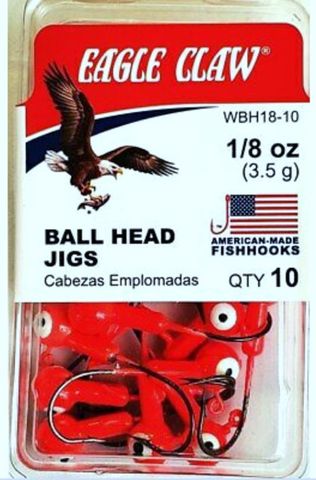 EAGLE CLAW®
WBH18-10
1/8 oz
(3.5 g)
BALL HEAD
JIGS
Cabezas Emplomadas
AMERICAN-MADE
FISHHOOKS
QTY 10